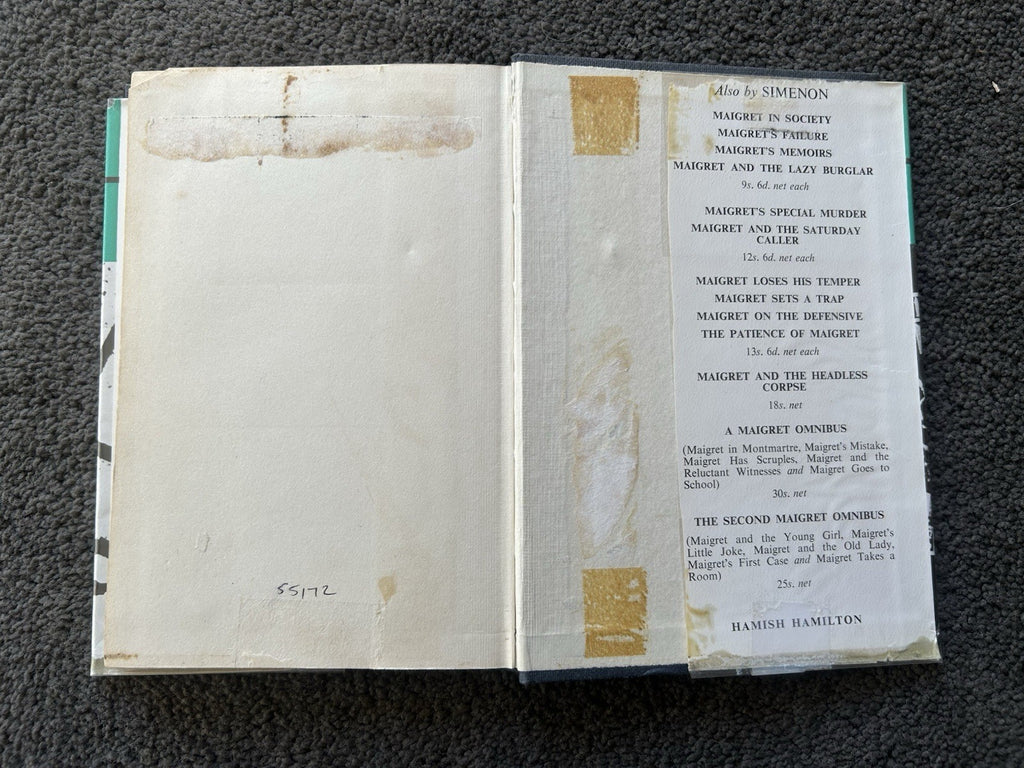 55/72
Also by SIMENON
MAIGRET IN SOCIETY
MAIGRET'S FAILURE
MAIGRET'S MEMOIRS
MAIGRET AND THE LAZY BURGLAR
9s. 6d. net each
MAIGRET'S SPECIAL MURDER
MAIGRET AND THE SATURDAY
CALLER
12s. 6d. net each
MAIGRET LOSES HIS TEMPER
MAIGRET SETS A TRAP
MAIGRET ON THE DEFENSIVE
THE PATIENCE OF MAIGRET
13s. 6d. net each
MAIGRET AND THE HEADLESS
CORPSE
18s. net
A MAIGRET OMNIBUS
(Maigret in Montmartre, Maigret's Mistake,
Maigret Has Scruples, Maigret and the
Reluctant Witnesses and Maigret Goes to
School)
30s. net
THE SECOND MAIGRET OMNIBUS
(Maigret and the Young Girl, Maigret's
Little Joke, Maigret and the Old Lady,
Maigret's First Case and Maigret Takes a
Room)
25s. net
HAMISH HAMILTON